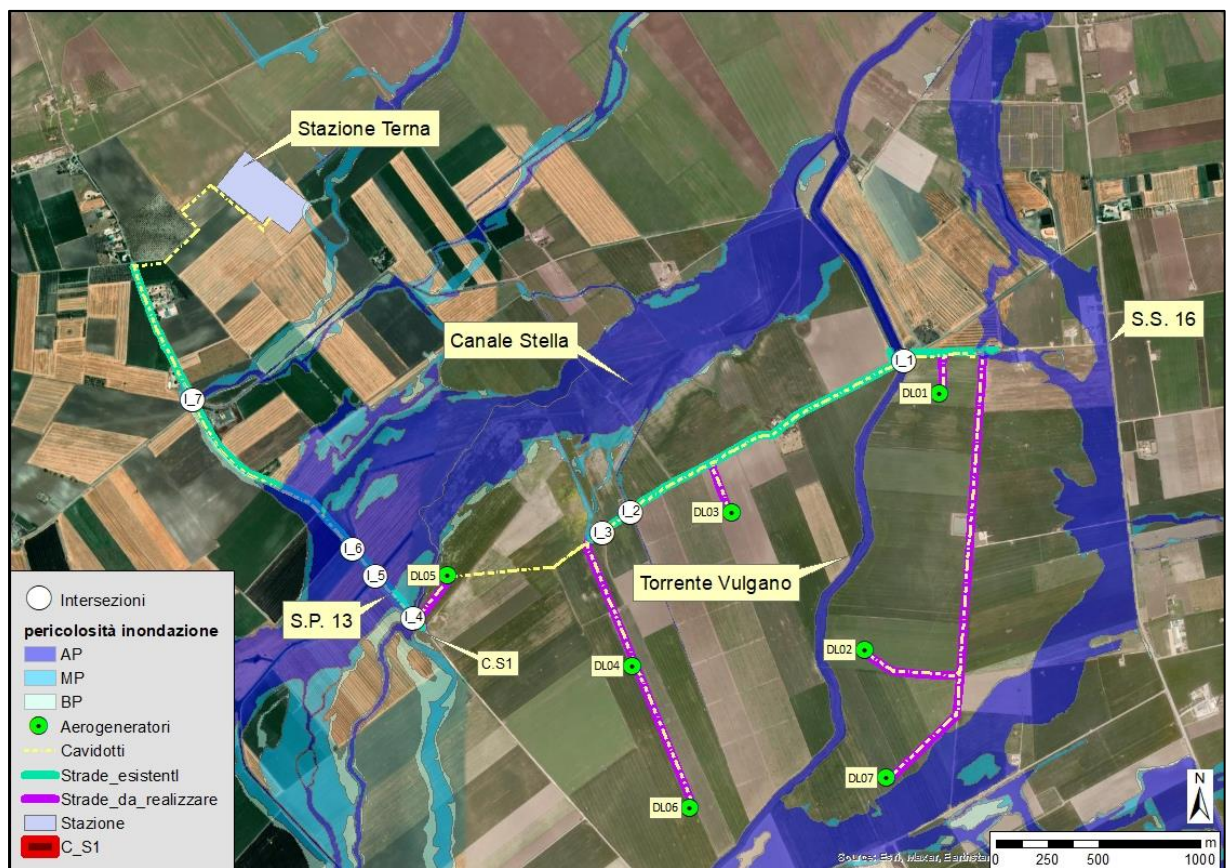 Stazione Terna
Canale Stella
S.S. 16
I_1
DL01
I_7
I_2
DL03
I_3
I_6
I_5
DL05
Torrente Vulgano
S.P. 13
I_4
C.S1
DL02
DL04
DL07
DL06
Intersezioni
pericolosità inondazione
AP
MP
BP
Aerogeneratori
Cavidotti
Strade_esistentI
Strade_da_realizzare
Stazione
C_S1
N
m
0 250 500 1000
Source: Esri, Maxar, Earthstar